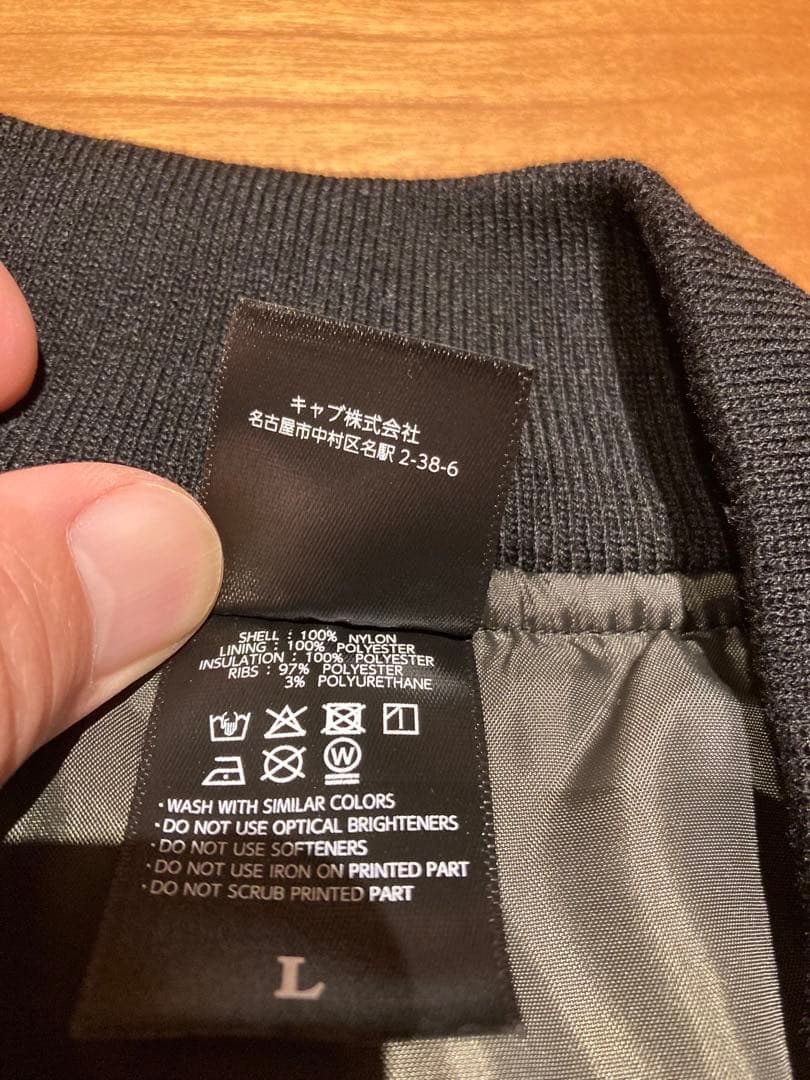 キャブ株式会社
名古屋市中村区名駅 2-38-6
SHELL : 100% NYLON
LINING : 100% POLYESTER
INSULATION : 100% POLYESTER
RIBS : 97% POLYESTER
3% POLYURETHANE
W
・WASH WITH SIMILAR COLORS
・DO NOT USE OPTICAL BRIGHTENERS
・DO NOT USE SOFTENERS
・DO NOT USE IRON ON PRINTED PART
・DO NOT SCRUB PRINTED PART
L